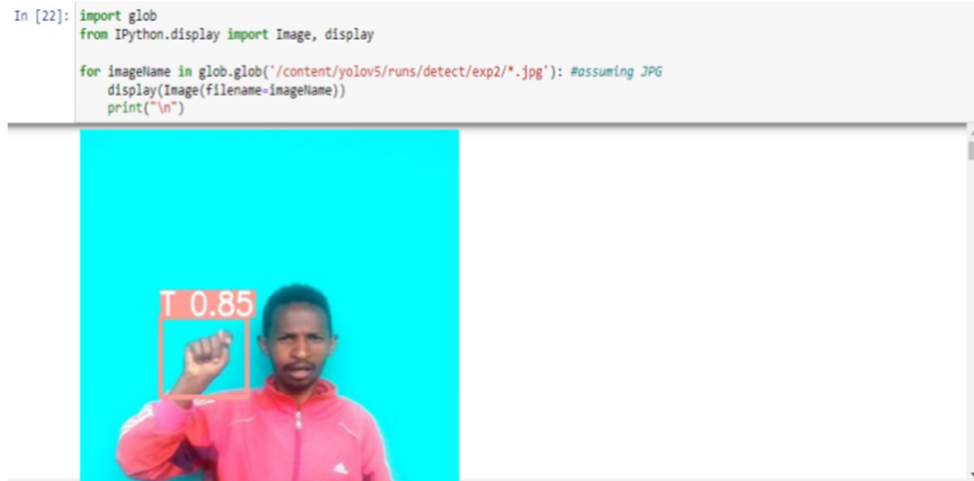 In [22]: import glob
from IPython.display import Image, display
for imageName in glob.glob('/content/yolov5/runs/detect/exp2/*.jpg'): #assuming JPG
display(Image(filename=imageName))
print("\n")
T 0.85